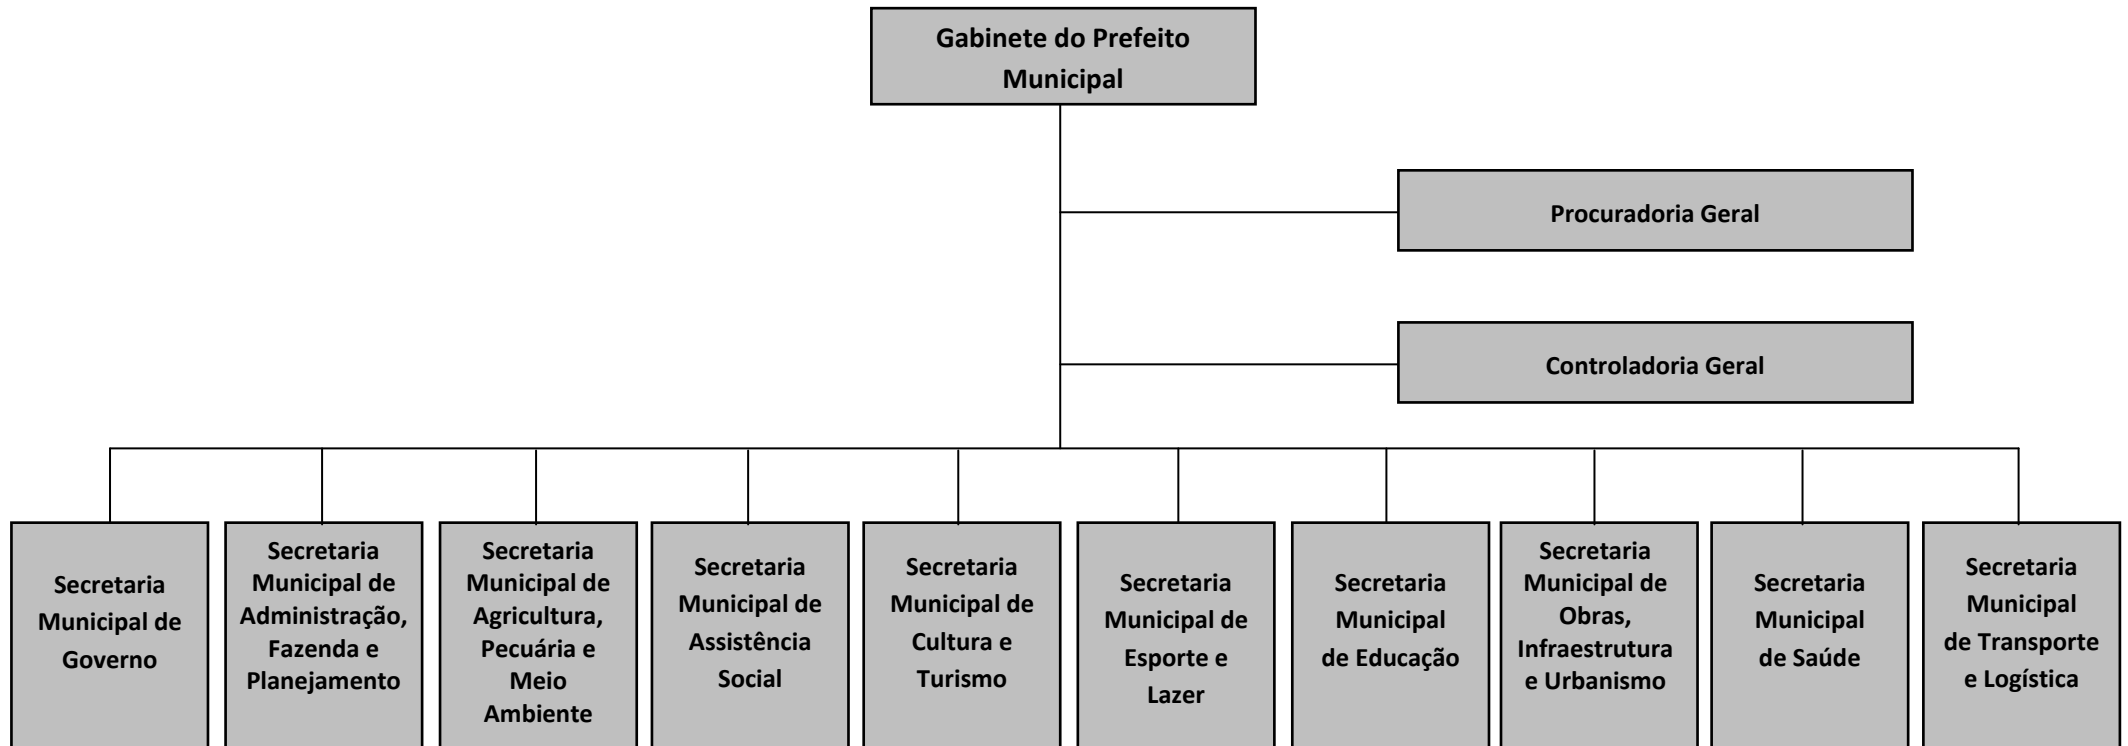 Gabinete do Prefeito
Municipal
Procuradoria Geral
Controladoria Geral
Secretaria
Municipal de
Governo
Secretaria
Municipal de
Administração,
Fazenda e
Planejamento
Secretaria
Municipal de
Agricultura,
Pecuária e
Meio
Ambiente
Secretaria
Municipal de
Assistência
Social
Secretaria
Municipal de
Cultura e
Turismo
Secretaria
Municipal de
Esporte e
Lazer
Secretaria
Municipal
de Educação
Secretaria
Municipal de
Obras,
Infraestrutura
e Urbanismo
Secretaria
Municipal
de Saúde
Secretaria
Municipal
de Transporte
e Logística